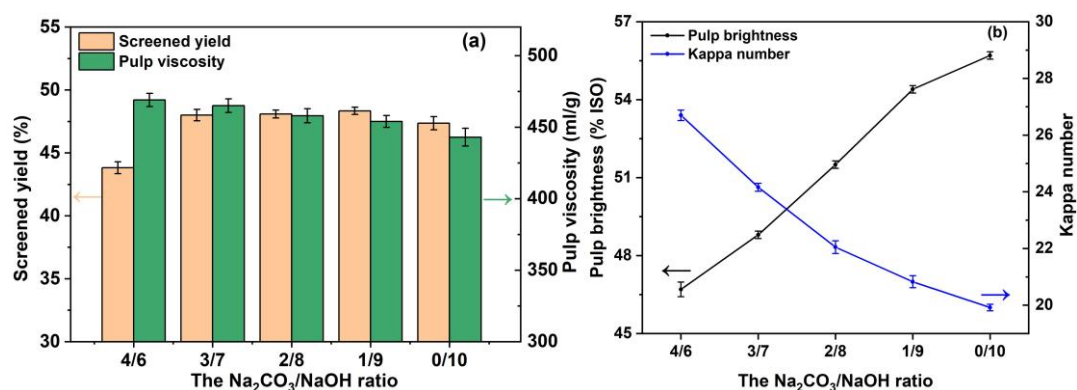 (a)
Screened yield
Pulp viscosity
Screened yield (%)
55
50
45
40
35
30
Pulp viscosity (ml/g)
500
450
400
350
300
4/6 3/7 2/8 1/9 0/10
The Na₂CO₃/NaOH ratio
(b)
Pulp brightness
Kappa number
Pulp brightness (% ISO)
57
54
51
48
45
Kappa number
30
28
26
24
22
20
4/6 3/7 2/8 1/9 0/10
The Na₂CO₃/NaOH ratio